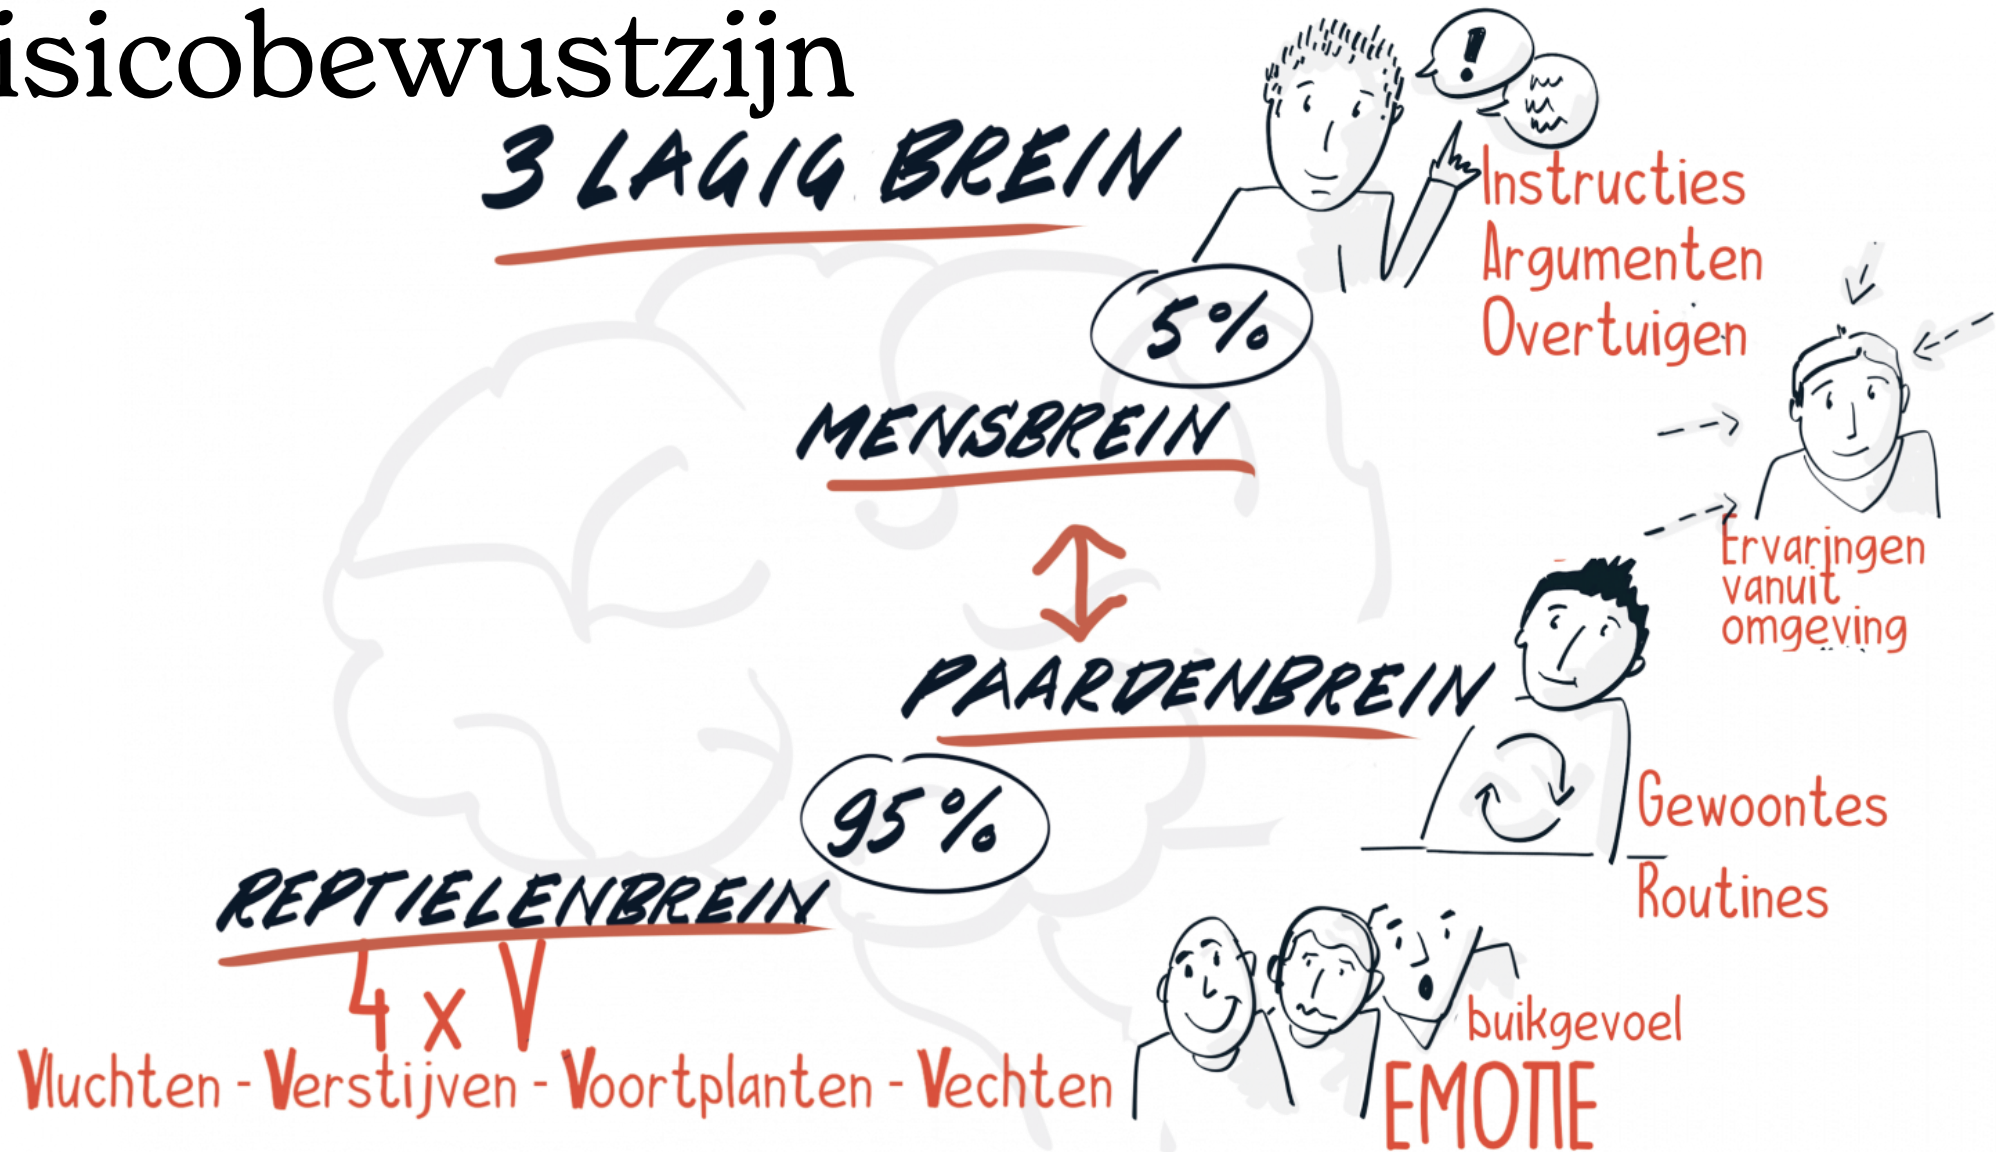 isicobewustzijn
3 LAGIG BREIN
Instructies
Argumenten
Overtuigen
5%
MENSBREIN
Ervaringen
vanuit
omgeving
PAARDENBREIN
Gewoontes
Routines
95%
REPTIELENBREIN
4 x V
Vluchten - Verstijven - Voortplanten - Vechten
buikgevoel
EMOTIE